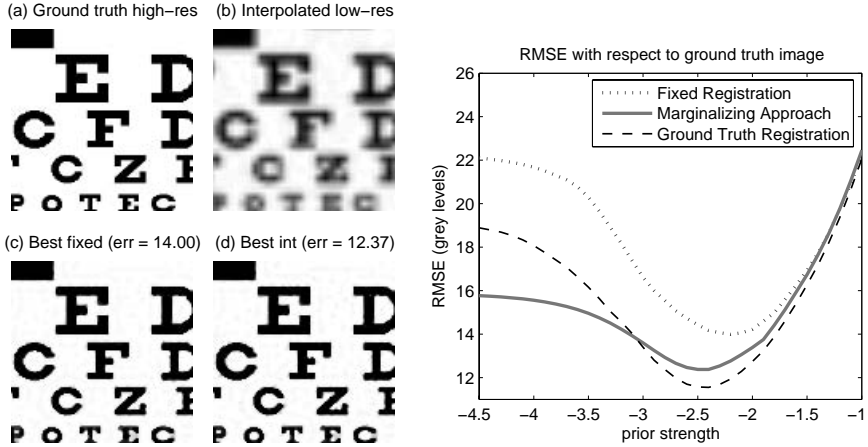 (a) Ground truth high−res
E D
C F D
C Z
P O T E C
(b) Interpolated low−res
E D
C F D
C Z
P O T E C
(c) Best fixed (err = 14.00)
E D
C F D
C Z
(d) Best int (err = 12.37)
E D
C F D
C Z
RMSE with respect to ground truth image
Fixed Registration
Marginalizing Approach
Ground Truth Registration
RMSE (grey levels)
26
24
22
20
18
16
14
12
−4.5 −4 −3.5 −3 −2.5 −2 −1.5 −1
prior strength